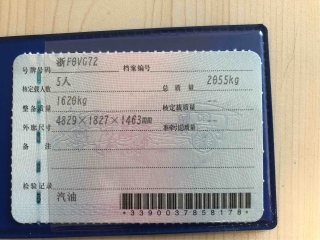 号牌号码 浙F0VG72 档案编号
核定载人数 5人 总质量 2055kg
整备质量 1620kg 核定载质量 --
外廓尺寸 4829×1827×1463mm 准牵引总质量 --
备注
检验记录 汽油
*3390037858178*